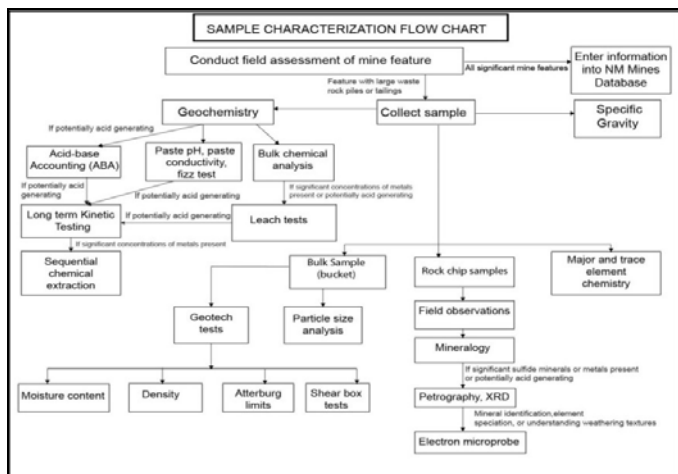 SAMPLE CHARACTERIZATION FLOW CHART
Conduct field assessment of mine feature
All significant mine features
Enter information
into NM Mines
Database
Feature with large waste
rock piles or tailings
Geochemistry
Collect sample
Specific
Gravity
If potentially acid generating
Acid-base
Accounting (ABA)
Paste pH, paste
conductivity,
fizz test
Bulk chemical
analysis
If potentially acid
generating
If potentially acid generating
If significant concentrations of metals
present or potentially acid generating
Long term Kinetic
Testing
If potentially acid generating
Leach tests
If significant concentrations of metals present
Sequential
chemical
extraction
Bulk Sample
(bucket)
Rock chip samples
Major and trace
element
chemistry
Geotech
tests
Particle size
analysis
Field observations
Mineralogy
If significant sulfide minerals or metals present
or potentially acid generating
Moisture content
Density
Atterburg
limits
Shear box
tests
Petrography, XRD
Mineral identification,element
speciation, or understanding weathering textures
Electron microprobe